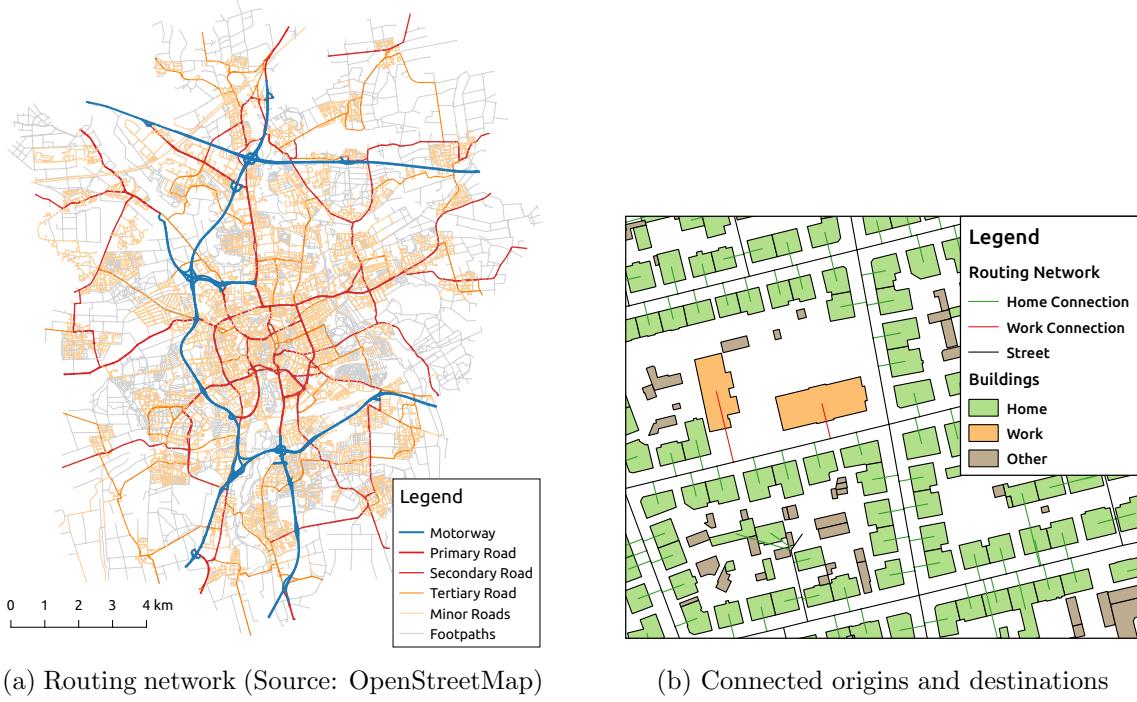 Legend
Motorway
Primary Road
Secondary Road
Tertiary Road
Minor Roads
Footpaths
0 1 2 3 4 km
(a) Routing network (Source: OpenStreetMap)
Legend
Routing Network
Home Connection
Work Connection
Street
Buildings
Home
Work
Other
(b) Connected origins and destinations